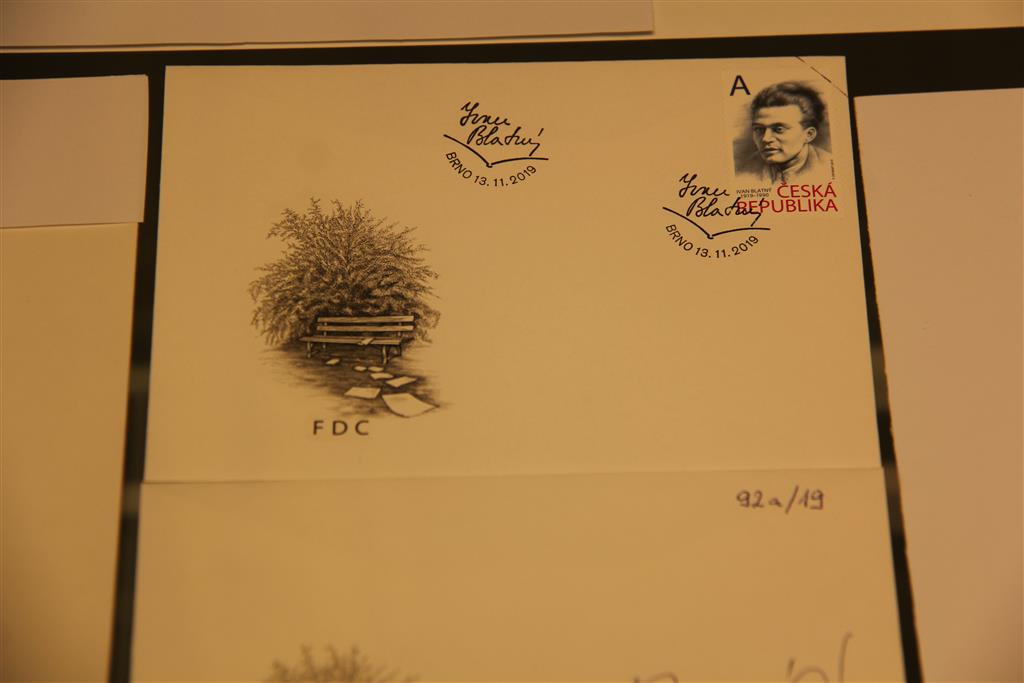 A
Ivan
Blatný
BRNO 13. 11. 2019
IVAN BLATNÝ
1919–1990
ČESKÁ
REPUBLIKA
Ivan
Blatný
BRNO 13. 11. 2019
FDC
92a/19